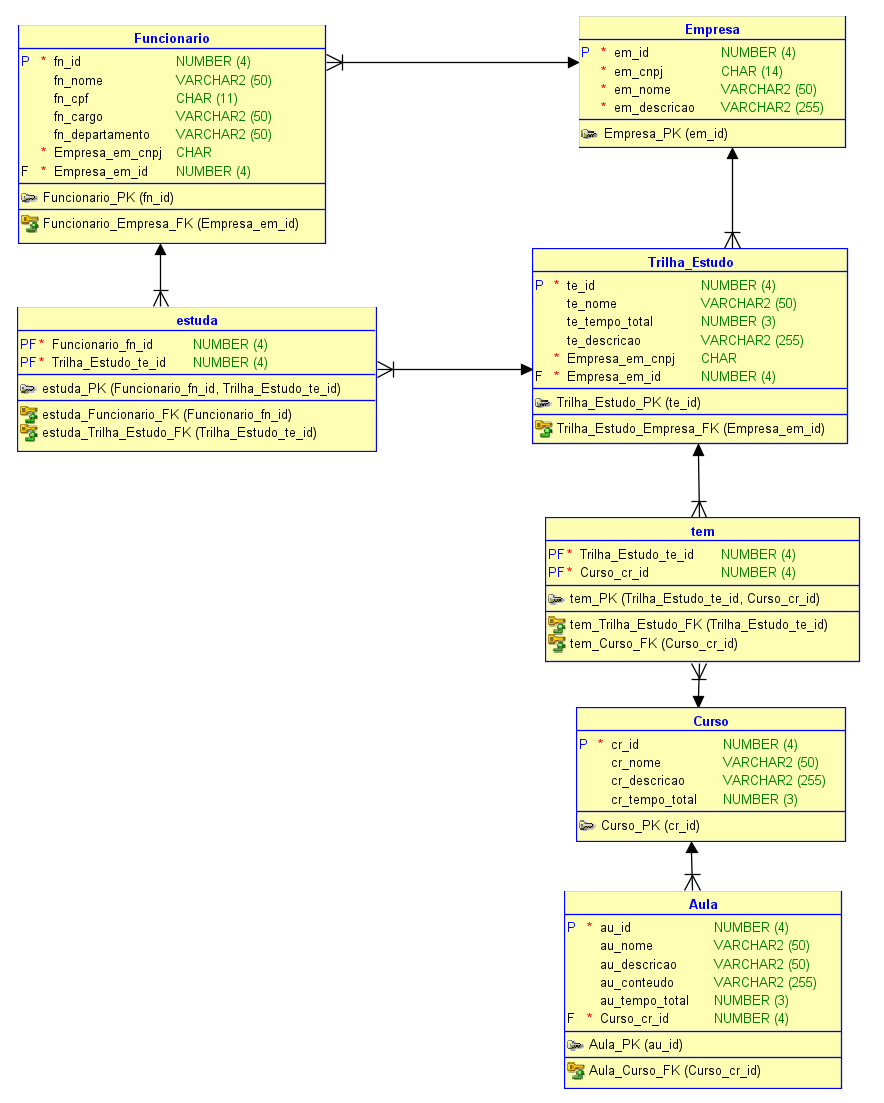 Funcionario
P * fn_id NUMBER (4)
fn_nome VARCHAR2 (50)
fn_cpf CHAR (11)
fn_cargo VARCHAR2 (50)
fn_departamento VARCHAR2 (50)
* Empresa_em_cnpj CHAR
F * Empresa_em_id NUMBER (4)
Funcionario_PK (fn_id)
Funcionario_Empresa_FK (Empresa_em_id)
Empresa
P * em_id NUMBER (4)
* em_cnpj CHAR (14)
* em_nome VARCHAR2 (50)
* em_descricao VARCHAR2 (255)
Empresa_PK (em_id)
estuda
PF * Funcionario_fn_id NUMBER (4)
PF * Trilha_Estudo_te_id NUMBER (4)
estuda_PK (Funcionario_fn_id, Trilha_Estudo_te_id)
estuda_Funcionario_FK (Funcionario_fn_id)
estuda_Trilha_Estudo_FK (Trilha_Estudo_te_id)
Trilha_Estudo
P * te_id NUMBER (4)
te_nome VARCHAR2 (50)
te_tempo_total NUMBER (3)
te_descricao VARCHAR2 (255)
* Empresa_em_cnpj CHAR
F * Empresa_em_id NUMBER (4)
Trilha_Estudo_PK (te_id)
Trilha_Estudo_Empresa_FK (Empresa_em_id)
tem
PF * Trilha_Estudo_te_id NUMBER (4)
PF * Curso_cr_id NUMBER (4)
tem_PK (Trilha_Estudo_te_id, Curso_cr_id)
tem_Trilha_Estudo_FK (Trilha_Estudo_te_id)
tem_Curso_FK (Curso_cr_id)
Curso
P * cr_id NUMBER (4)
cr_nome VARCHAR2 (50)
cr_descricao VARCHAR2 (255)
cr_tempo_total NUMBER (3)
Curso_PK (cr_id)
Aula
P * au_id NUMBER (4)
au_nome VARCHAR2 (50)
au_descricao VARCHAR2 (50)
au_conteudo VARCHAR2 (255)
au_tempo_total NUMBER (3)
F * Curso_cr_id NUMBER (4)
Aula_PK (au_id)
Aula_Curso_FK (Curso_cr_id)